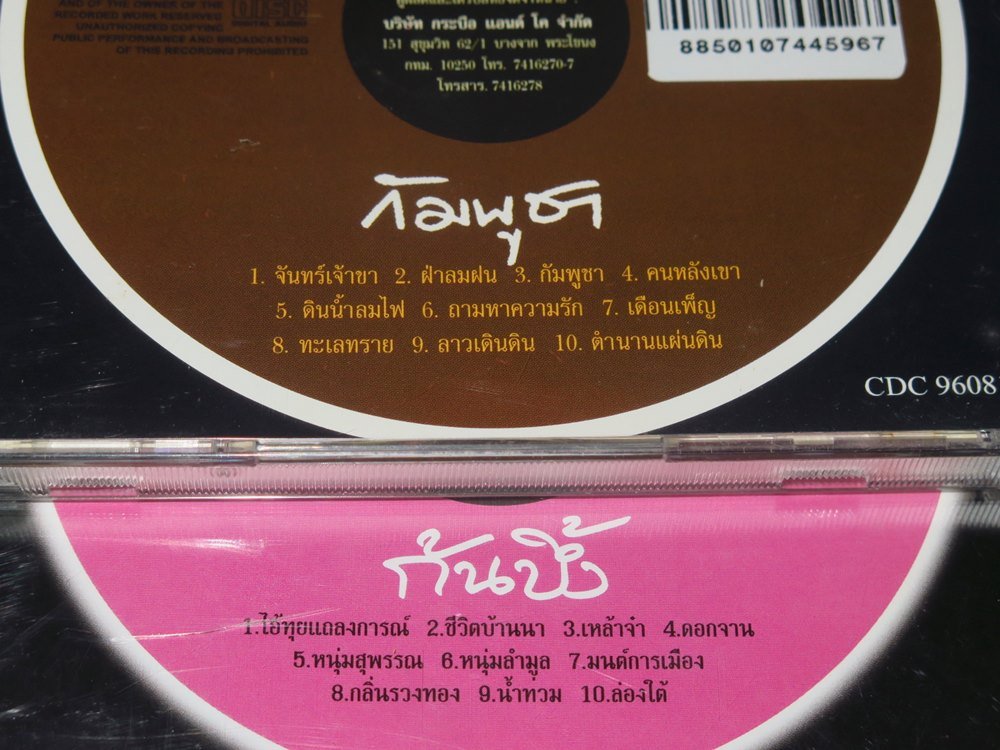 AND OF THE OWNER OF THE
RECORDED WORK RESERVED
UNAUTHORIZED COPYING
PUBLIC PERFORMANCE AND BROADCASTING
OF THIS RECORDING PROHIBITED
DISC
DIGITAL AUDIO
บริษัท กระบือ แอนด์ โค จำกัด
151 สุขุมวิท 62/1 บางจาก พระโขนง
กทม. 10250 โทร. 7416270-7
โทรสาร. 7416278
8850107445967
กัมพูชา
1. จันทร์เจ้าขา 2. ฝ่าลมฝน 3. กัมพูชา 4. คนหลังเขา
5. ดินน้ำลมไฟ 6. ถามหาความรัก 7. เดือนเพ็ญ
8. ทะเลทราย 9. ลาวเดินดิน 10. ตำนานแผ่นดิน
CDC 9608
ก้นปึ้ง
1.ไอ้ทุยแถลงการณ์ 2.ชีวิตบ้านนา 3.เหล้าจ๋า 4.ดอกจาน
5.หนุ่มสุพรรณ 6.หนุ่มลำมูล 7.มนต์การเมือง
8.กลิ่นรวงทอง 9.น้ำท่วม 10.ล่องใต้